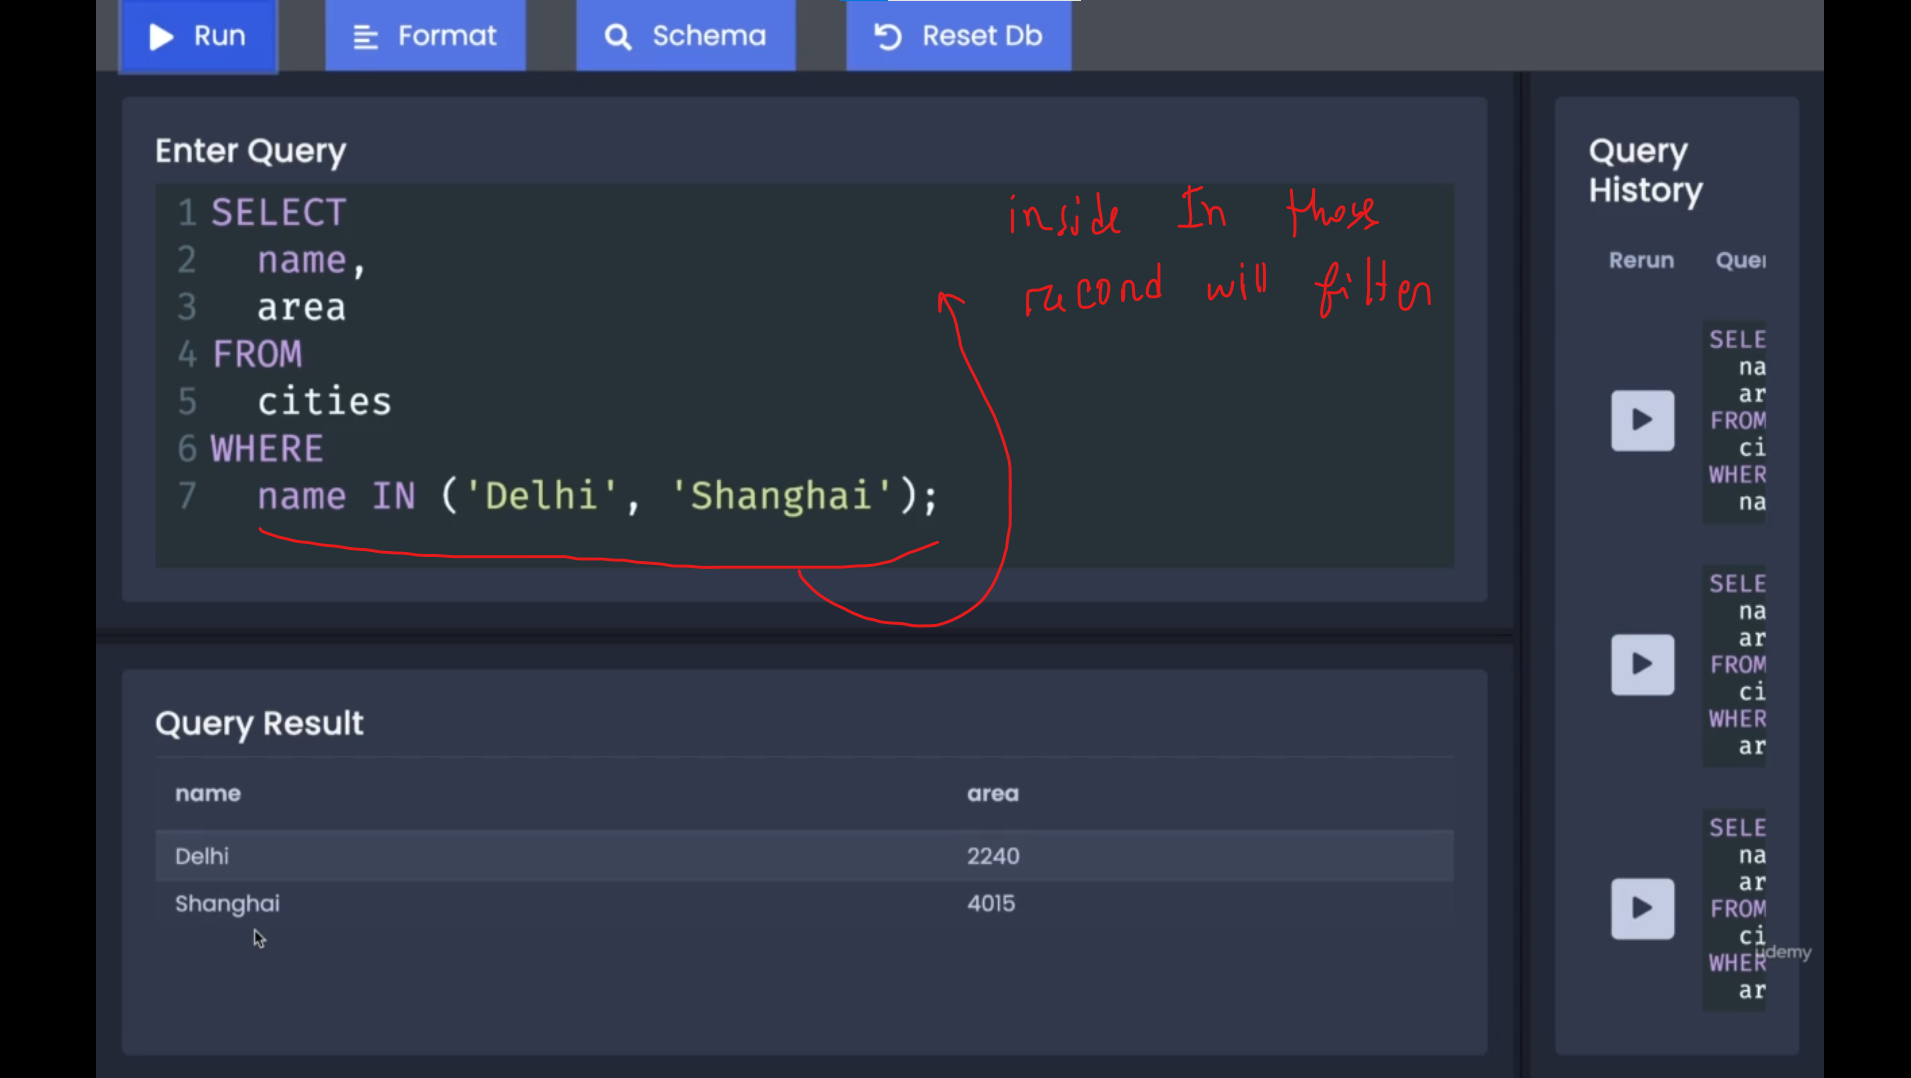 Run
Format
Schema
Reset Db
Enter Query
1 SELECT
2 name,
3 area
4 FROM
5 cities
6 WHERE
7 name IN ('Delhi', 'Shanghai');
inside In those
record will filter
Query Result
name area
Delhi 2240
Shanghai 4015
Query
History
Rerun Quer
SELE
na
ar
FROM
ci
WHER
na
SELE
na
ar
FROM
ci
WHER
ar
SELE
na
ar
FROM
ci
WHER
ar
udemy